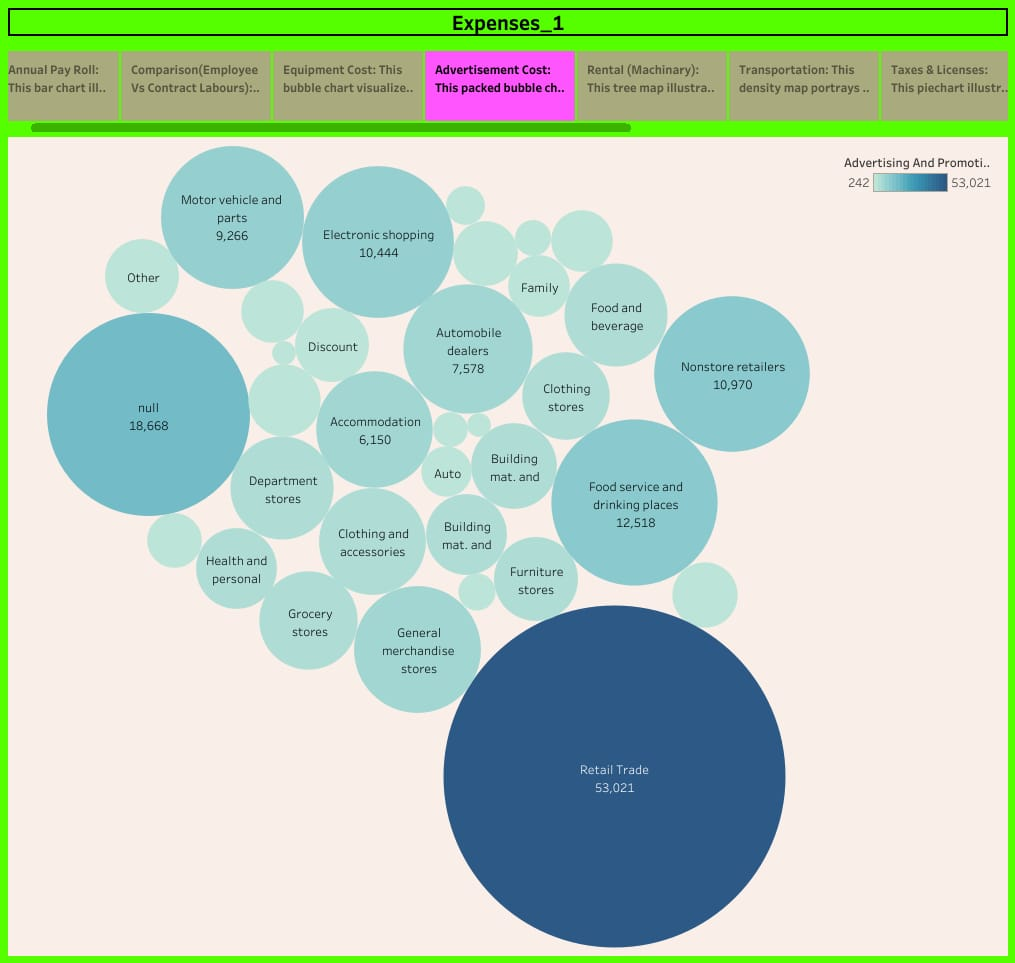 Expenses_1
Annual Pay Roll:
This bar chart ill..
Comparison(Employee
Vs Contract Labours):..
Equipment Cost: This
bubble chart visualize..
Advertisement Cost:
This packed bubble ch..
Rental (Machinary):
This tree map illustra..
Transportation: This
density map portrays ..
Taxes & Licenses:
This piechart illustr..
Advertising And Promoti..
242
53,021
Motor vehicle and
parts
9,266
Electronic shopping
10,444
Other
Family
Food and
beverage
Automobile
dealers
7,578
Discount
Nonstore retailers
10,970
Clothing
stores
null
18,668
Accommodation
6,150
Building
mat. and
Auto
Department
stores
Food service and
drinking places
12,518
Clothing and
accessories
Building
mat. and
Health and
personal
Furniture
stores
Grocery
stores
General
merchandise
stores
Retail Trade
53,021